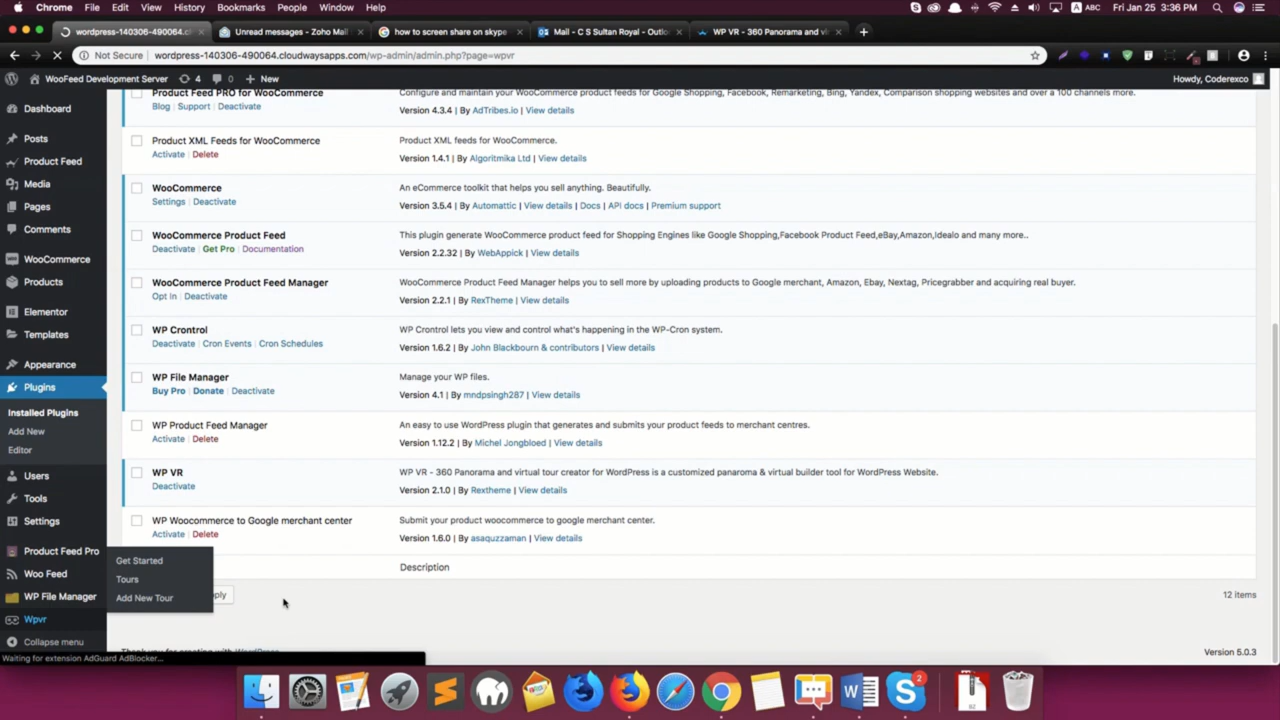 Chrome File Edit View History Bookmarks People Window Help
ABC Fri Jan 25 3:36 PM
wordpress-140306-490064.c
Unread messages - Zoho Mail
how to screen share on skype
Mail - C S Sultan Royal - Outlo
WP VR - 360 Panorama and vi
Not Secure wordpress-140306-490064.cloudwaysapps.com/wp-admin/admin.php?page=wpvr
WooFeed Development Server 4 0 + New
Howdy, Coderexco
Dashboard
Posts
Product Feed
Media
Pages
Comments
WooCommerce
Products
Elementor
Templates
Appearance
Plugins
Installed Plugins
Add New
Editor
Users
Tools
Settings
Product Feed Pro
Woo Feed
WP File Manager
Wpvr
Collapse menu
Get Started
Tours
Add New Tour
Product Feed PRO for WooCommerce
Blog | Support | Deactivate
Configure and maintain your WooCommerce product feeds for Google Shopping, Facebook, Remarketing, Bing, Yandex, Comparison shopping websites and over a 100 channels more.
Version 4.3.4 | By AdTribes.io | View details
Product XML Feeds for WooCommerce
Activate | Delete
Product XML feeds for WooCommerce.
Version 1.4.1 | By Algoritmika Ltd | View details
WooCommerce
Settings | Deactivate
An eCommerce toolkit that helps you sell anything. Beautifully.
Version 3.5.4 | By Automattic | View details | Docs | API docs | Premium support
WooCommerce Product Feed
Deactivate | Get Pro | Documentation
This plugin generate WooCommerce product feed for Shopping Engines like Google Shopping,Facebook Product Feed,eBay,Amazon,Idealo and many more..
Version 2.2.32 | By WebAppick | View details
WooCommerce Product Feed Manager
Opt In | Deactivate
WooCommerce Product Feed Manager helps you to sell more by uploading products to Google merchant, Amazon, Ebay, Nextag, Pricegrabber and acquiring real buyer.
Version 2.2.1 | By RexTheme | View details
WP Crontrol
Deactivate | Cron Events | Cron Schedules
WP Crontrol lets you view and control what's happening in the WP-Cron system.
Version 1.6.2 | By John Blackbourn & contributors | View details
WP File Manager
Buy Pro | Donate | Deactivate
Manage your WP files.
Version 4.1 | By mndpsingh287 | View details
WP Product Feed Manager
Activate | Delete
An easy to use WordPress plugin that generates and submits your product feeds to merchant centres.
Version 1.12.2 | By Michel Jongbloed | View details
WP VR
Deactivate
WP VR - 360 Panorama and virtual tour creator for WordPress is a customized panaroma & virtual builder tool for WordPress Website.
Version 2.1.0 | By Rextheme | View details
WP Woocommerce to Google merchant center
Activate | Delete
Submit your product woocommerce to google merchant center.
Version 1.6.0 | By asaquzzaman | View details
Description
ply
12 items
Thank you for creating with WordPress
Version 5.0.3
Waiting for extension AdGuard AdBlocker...
2